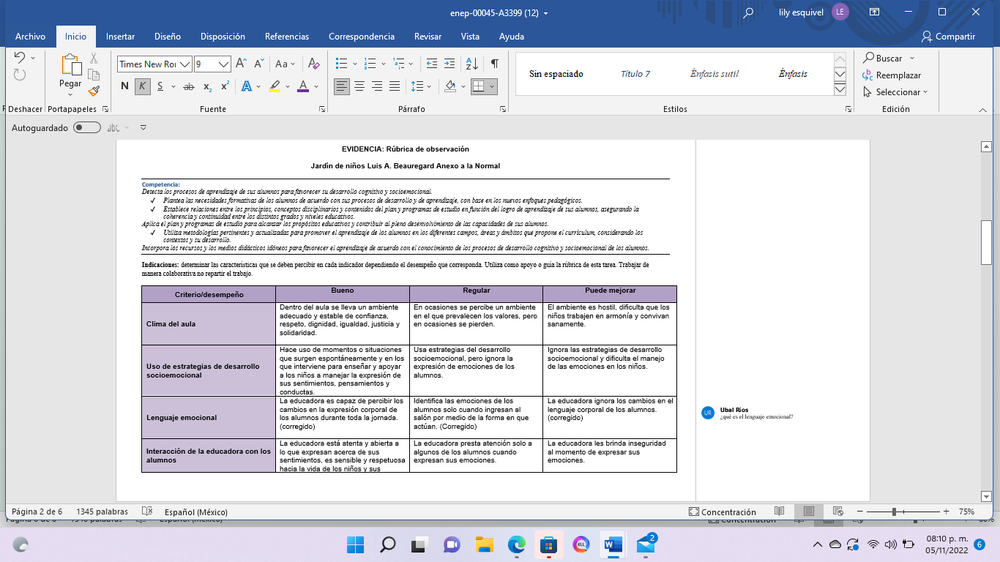 enep-00045-A3399 (12)
lily esquivel
LE
Archivo
Inicio
Insertar
Diseño
Disposición
Referencias
Correspondencia
Revisar
Vista
Ayuda
Compartir
Times New Ro
9
Aa
Pegar
N K S ab x₂ x² A A
Sin espaciado
Título 7
Énfasis sutil
Énfasis
Buscar
Reemplazar
Seleccionar
Deshacer
Portapapeles
Fuente
Párrafo
Estilos
Edición
Autoguardado
abc
EVIDENCIA: Rúbrica de observación
Jardín de niños Luis A. Beauregard Anexo a la Normal
Competencia:
Detecta los procesos de aprendizaje de sus alumnos para favorecer su desarrollo cognitivo y socioemocional.
✓ Plantea las necesidades formativas de los alumnos de acuerdo con sus procesos de desarrollo y de aprendizaje, con base en los nuevos enfoques pedagógicos.
✓ Establece relaciones entre los principios, conceptos disciplinarios y contenidos del plan y programas de estudio en función del logro de aprendizaje de sus alumnos, asegurando la
coherencia y continuidad entre los distintos grados y niveles educativos.
Aplica el plan y programas de estudio para alcanzar los propósitos educativos y contribuir al pleno desenvolvimiento de las capacidades de sus alumnos.
✓ Utiliza metodologías pertinentes y actualizadas para promover el aprendizaje de los alumnos en los diferentes campos, áreas y ámbitos que propone el currículum, considerando los
contextos y su desarrollo.
Incorpora los recursos y los medios didácticos idóneos para favorecer el aprendizaje de acuerdo con el conocimiento de los procesos de desarrollo cognitivo y socioemocional de los alumnos.
Indicaciones: determinar las características que se deben percibir en cada indicador dependiendo el desempeño que corresponda. Utiliza como apoyo o guía la rúbrica de esta tarea. Trabajar de
manera colaborativa no repartir el trabajo.
Criterio/desempeño
Bueno
Regular
Puede mejorar
Clima del aula
Dentro del aula se lleva un ambiente
adecuado y estable de confianza,
respeto, dignidad, igualdad, justicia y
solidaridad.
En ocasiones se percibe un ambiente
en el que prevalecen los valores, pero
en ocasiones se pierden.
El ambiente es hostil, dificulta que los
niños trabajen en armonía y convivan
sanamente.
Uso de estrategias de desarrollo
socioemocional
Hace uso de momentos o situaciones
que surgen espontáneamente y en los
que interviene para enseñar y apoyar
a los niños a manejar la expresión de
sus sentimientos, pensamientos y
conductas.
Usa estrategias del desarrollo
socioemocional, pero ignora la
expresión de emociones de los
alumnos.
Ignora las estrategias de desarrollo
socioemocional y dificulta el manejo
de las emociones en los niños.
Lenguaje emocional
La educadora es capaz de percibir los
cambios en la expresión corporal de
los alumnos durante toda la jornada.
(corregido)
Identifica las emociones de los
alumnos solo cuando ingresan al
salón por medio de la forma en que
actúan. (Corregido)
La educadora ignora los cambios en el
lenguaje corporal de los alumnos.
(corregido)
Interacción de la educadora con los
alumnos
La educadora está atenta y abierta a
lo que expresan acerca de sus
sentimientos, es sensible y respetuosa
hacia la vida de los niños y sus
La educadora presta atención solo a
algunos de los alumnos cuando
expresan sus emociones.
La educadora les brinda inseguridad
al momento de expresar sus
emociones.
UR
Ubal Rios
¿qué es el lenguaje emocional?
Página 2 de 6
1345 palabras
Español (México)
Concentración
75%
2
08:10 p. m.
05/11/2022
6